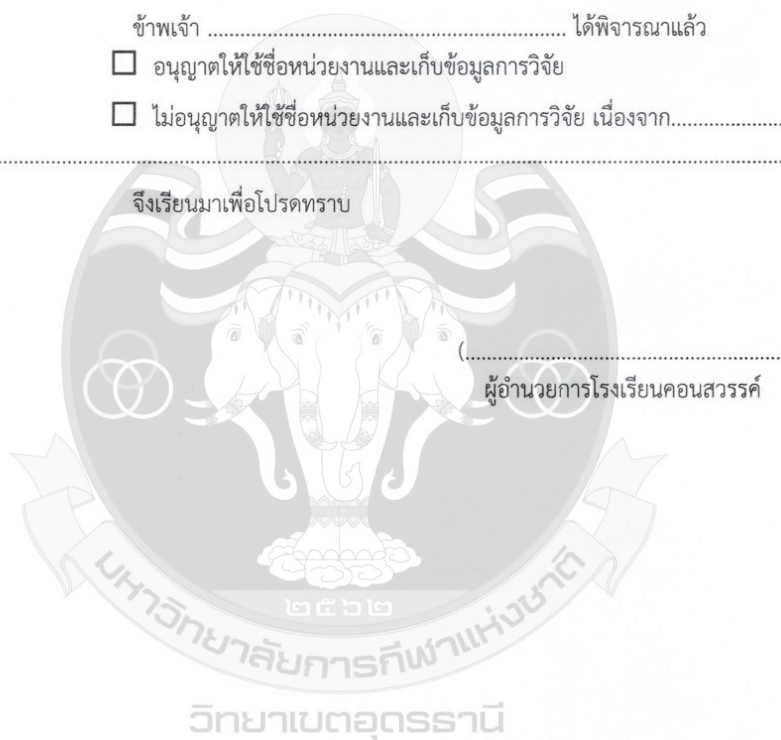 ข้าพเจ้า .............................................................. ได้พิจารณาแล้ว
☐ อนุญาตให้ใช้ชื่อหน่วยงานและเก็บข้อมูลการวิจัย
☐ ไม่อนุญาตให้ใช้ชื่อหน่วยงานและเก็บข้อมูลการวิจัย เนื่องจาก....................
................................................................................................................................
จึงเรียนมาเพื่อโปรดทราบ
(.......................................................
ผู้อำนวยการโรงเรียนคอนสวรรค์
๒๕๖๒
มหาวิทยาลัยการกีฬาแห่งชาติ
วิทยาเขตอุดรธานี